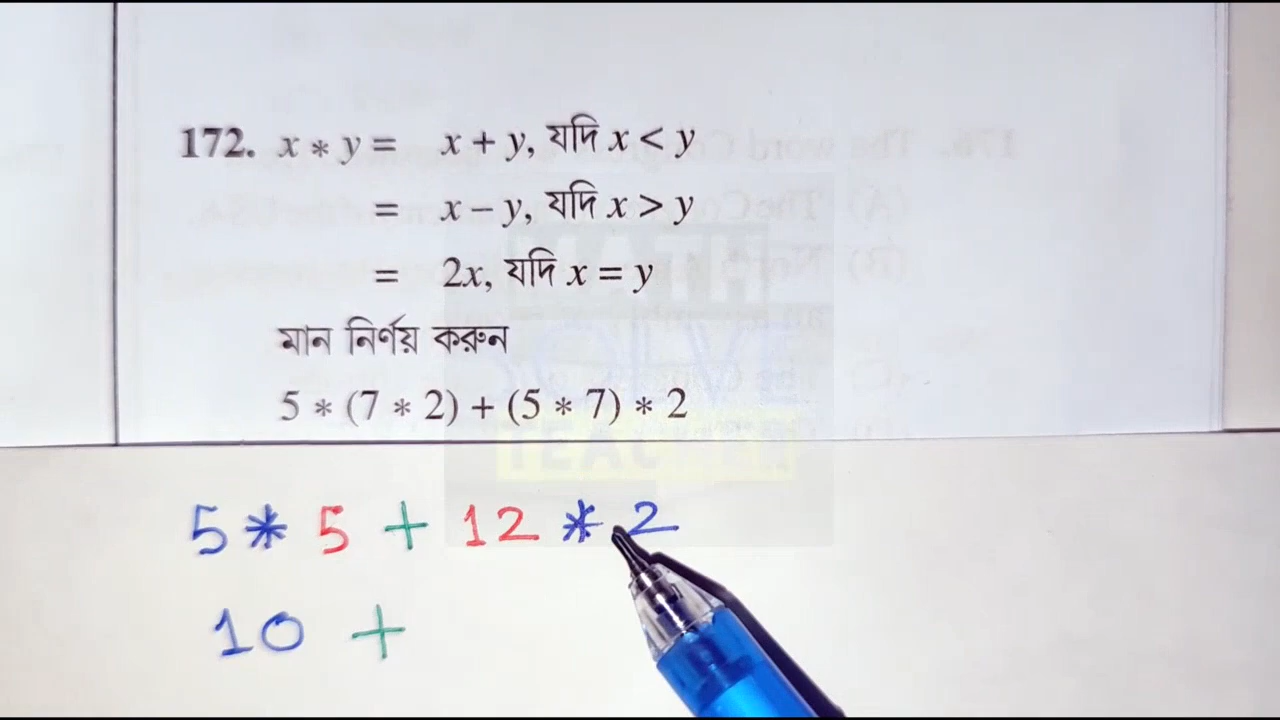 172. x * y = x + y, যদি x < y
= x – y, যদি x > y
= 2x, যদি x = y
মান নির্ণয় করুন
5 * (7 * 2) + (5 * 7) * 2
5 * 5 + 12 * 2
10 +